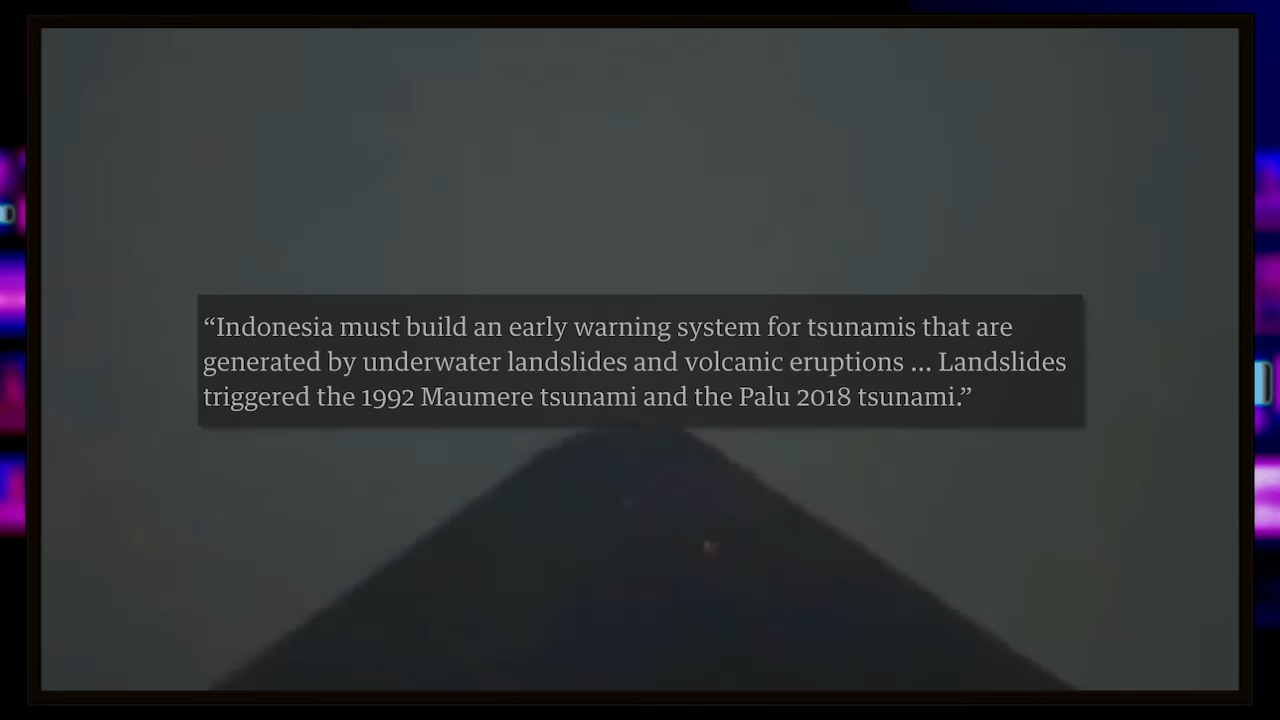 “Indonesia must build an early warning system for tsunamis that are
generated by underwater landslides and volcanic eruptions ... Landslides
triggered the 1992 Maumere tsunami and the Palu 2018 tsunami.”